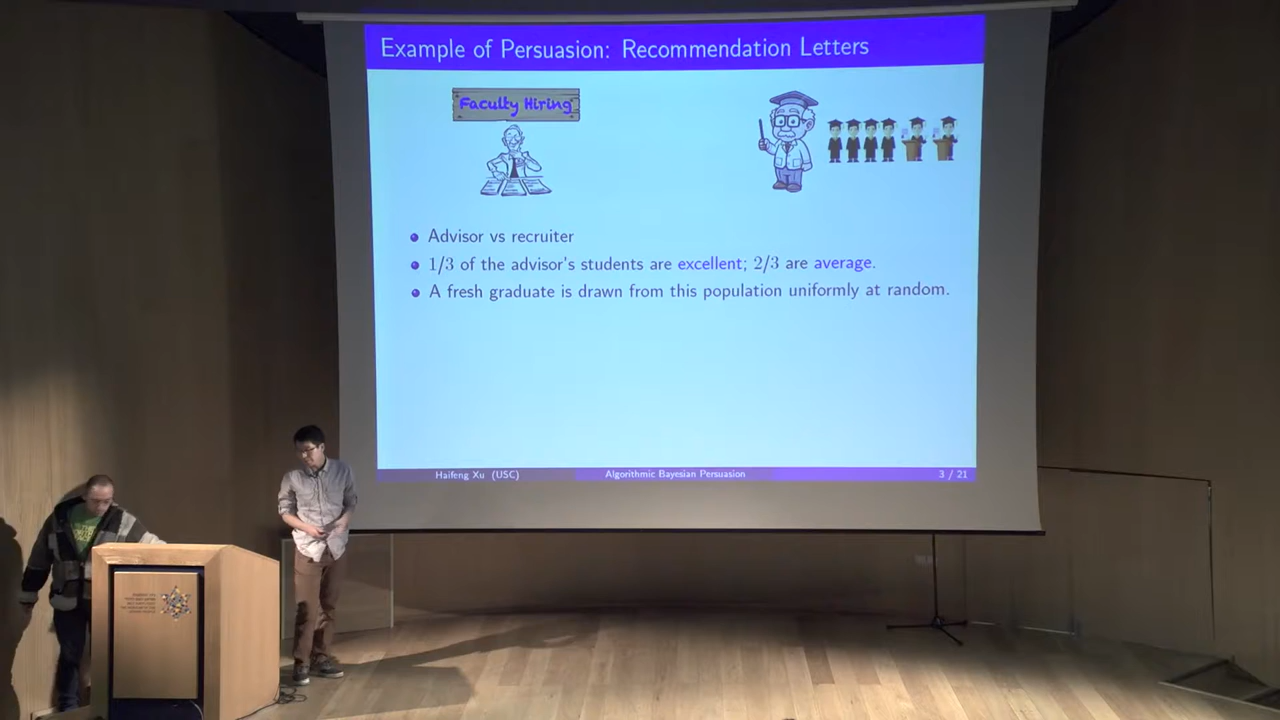 Example of Persuasion: Recommendation Letters
Faculty Hiring
Advisor vs recruiter
1/3 of the advisor's students are excellent; 2/3 are average.
A fresh graduate is drawn from this population uniformly at random.
Haifeng Xu (USC)
Algorithmic Bayesian Persuasion
3 / 21